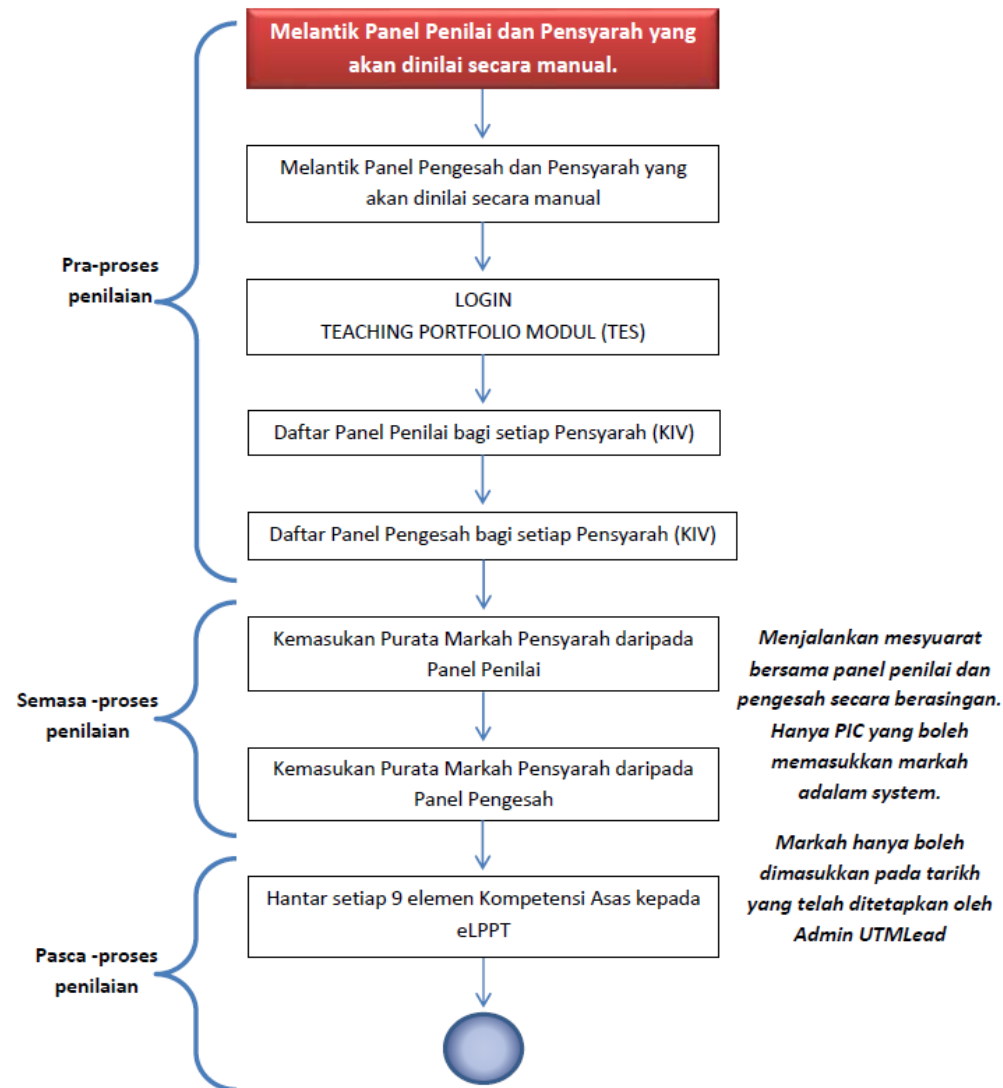 Melantik Panel Penilai dan Pensyarah yang
akan dinilai secara manual.
Melantik Panel Pengesah dan Pensyarah yang
akan dinilai secara manual
Pra-proses
penilaian
LOGIN
TEACHING PORTFOLIO MODUL (TES)
Daftar Panel Penilai bagi setiap Pensyarah (KIV)
Daftar Panel Pengesah bagi setiap Pensyarah (KIV)
Semasa -proses
penilaian
Kemasukan Purata Markah Pensyarah daripada
Panel Penilai
Kemasukan Purata Markah Pensyarah daripada
Panel Pengesah
Menjalankan mesyuarat
bersama panel penilai dan
pengesah secara berasingan.
Hanya PIC yang boleh
memasukkan markah
adalam system.
Markah hanya boleh
dimasukkan pada tarikh
yang telah ditetapkan oleh
Admin UTMLead
Pasca -proses
penilaian
Hantar setiap 9 elemen Kompetensi Asas kepada
eLPPT